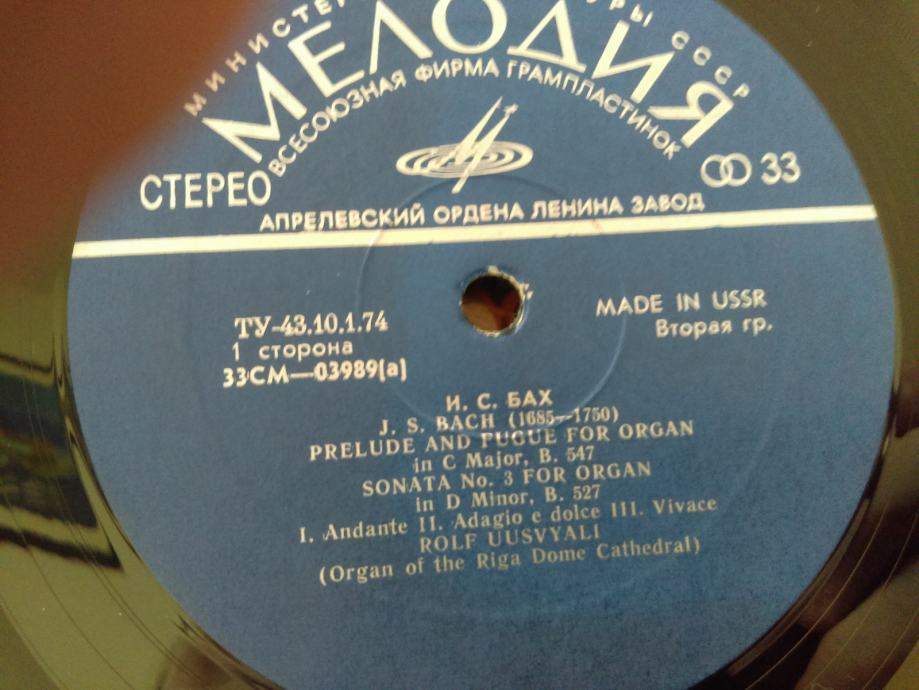 МИНИСТЕР УРЫ СССР
МЕЛОДИЯ
ВСЕСОЮЗНАЯ ФИРМА ГРАМПЛАСТИНОК
СТЕРЕО
33
АПРЕЛЕВСКИЙ ОРДЕНА ЛЕНИНА ЗАВОД
ТУ-43.10.1.74
1 сторона
33СМ—03989(а)
MADE IN USSR
Вторая гр.
И. С. БАХ
J. S. BACH (1685—1750)
PRELUDE AND FUGUE FOR ORGAN
in C Major, B. 547
SONATA No. 3 FOR ORGAN
in D Minor, B. 527
I. Andante II. Adagio e dolce III. Vivace
ROLF UUSVYALI
(Organ of the Riga Dome Cathedral)